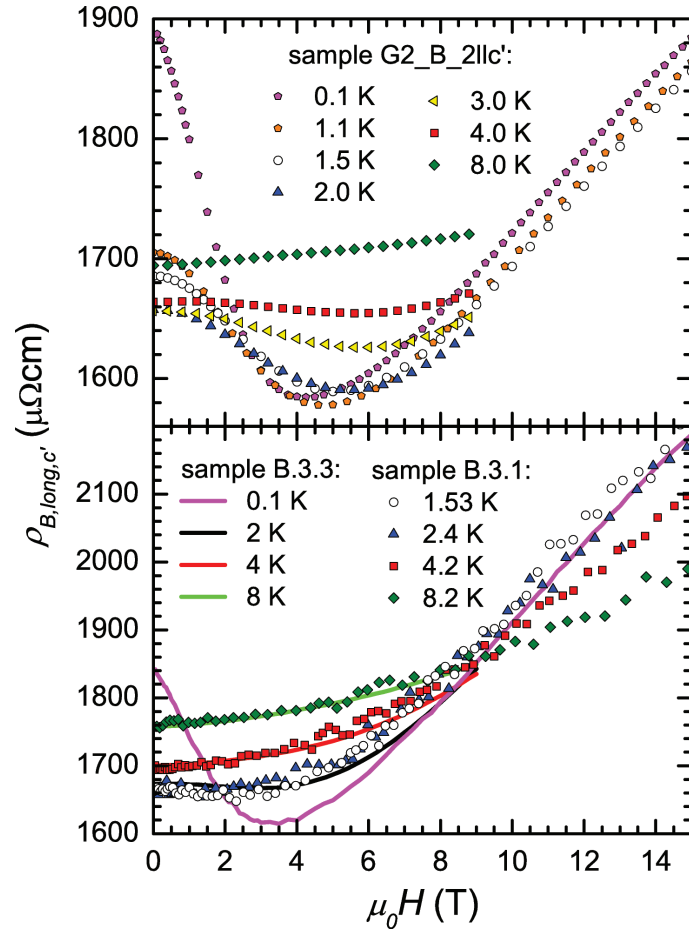 1900
1800
1700
1600
sample G2_B_2llc':
0.1 K
1.1 K
1.5 K
2.0 K
3.0 K
4.0 K
8.0 K
ρB,long,c' (μΩcm)
2100
2000
1900
1800
1700
1600
sample B.3.3:
0.1 K
2 K
4 K
8 K
sample B.3.1:
1.53 K
2.4 K
4.2 K
8.2 K
0 2 4 6 8 10 12 14
μ0H (T)